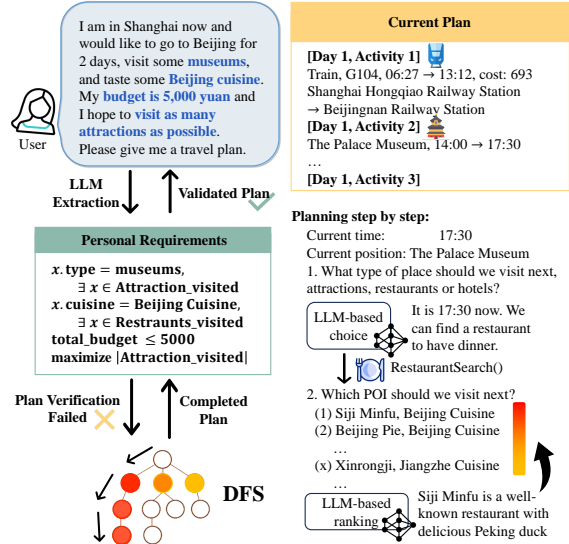 I am in Shanghai now and
would like to go to Beijing for
2 days, visit some museums,
and taste some Beijing cuisine.
My budget is 5,000 yuan and
I hope to visit as many
attractions as possible.
Please give me a travel plan.
User
LLM
Extraction
Validated Plan
Personal Requirements
x.type = museums,
∃ x ∈ Attraction_visited
x.cuisine = Beijing Cuisine,
∃ x ∈ Restraunts_visited
total_budget ≤ 5000
maximize |Attraction_visited|
Plan Verification
Failed
Completed
Plan
DFS
Current Plan
[Day 1, Activity 1]
Train, G104, 06:27 → 13:12, cost: 693
Shanghai Hongqiao Railway Station
→ Beijingnan Railway Station
[Day 1, Activity 2]
The Palace Museum, 14:00 → 17:30
…
[Day 1, Activity 3]
Planning step by step:
Current time: 17:30
Current position: The Palace Museum
1. What type of place should we visit next,
attractions, restaurants or hotels?
LLM-based
choice
It is 17:30 now. We
can find a restaurant
to have dinner.
RestaurantSearch()
2. Which POI should we visit next?
(1) Siji Minfu, Beijing Cuisine
(2) Beijing Pie, Beijing Cuisine
…
(x) Xinrongji, Jiangzhe Cuisine
…
LLM-based
ranking
Siji Minfu is a well-
known restaurant with
delicious Peking duck